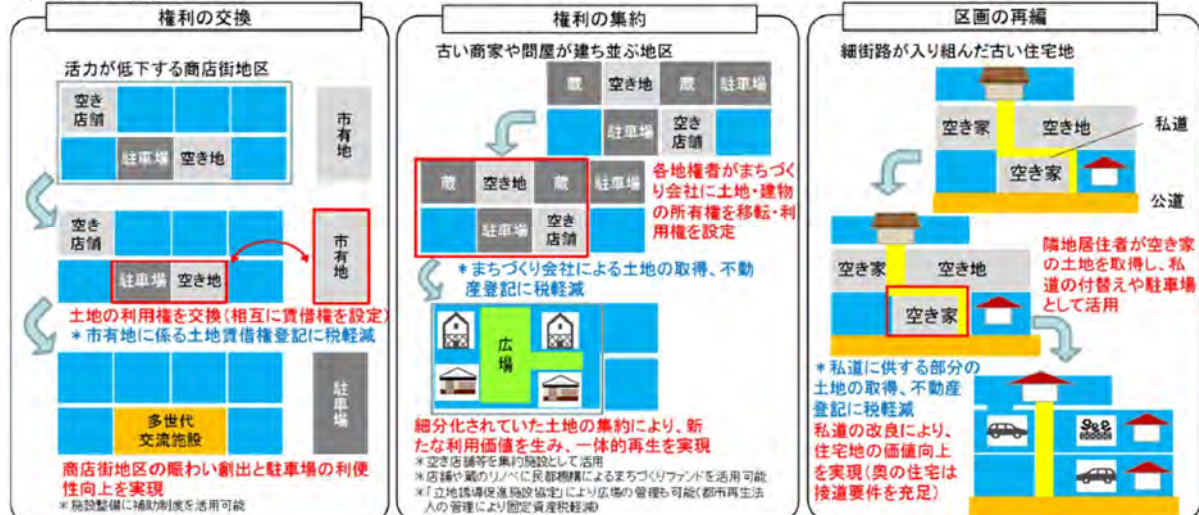 権利の交換
活力が低下する商店街地区
空き
店舗
駐車場
空き地
市有地
空き
店舗
駐車場
空き地
市有地
土地の利用権を交換(相互に賃借権を設定)
*市有地に係る土地賃借権登記に税軽減
多世代
交流施設
駐車場
商店街地区の賑わい創出と駐車場の利便
性向上を実現
*施設整備に補助制度を活用可能
権利の集約
古い商家や問屋が建ち並ぶ地区
蔵
空き地
蔵
駐車場
駐車場
空き
店舗
蔵
空き地
蔵
駐車場
駐車場
空き
店舗
各地権者がまちづく
り会社に土地・建物
の所有権を移転・利
用権を設定
*まちづくり会社による土地の取得、不動
産登記に税軽減
広場
細分化されていた土地の集約により、新
たな利用価値を生み、一体的再生を実現
*空き店舗等を集約施設として活用
*店舗や蔵のリノベに民都機構によるまちづくりファンドを活用可能
*「立地誘導促進施設協定」により広場の管理も可能(都市再生法
人の管理により固定資産税軽減)
区画の再編
細街路が入り組んだ古い住宅地
空き家
空き地
私道
空き家
公道
空き家
空き地
空き家
隣地居住者が空き家
の土地を取得し、私
道の付替えや駐車場
として活用
*私道に供する部分の
土地の取得、不動産
登記に税軽減
私道の改良により、
住宅地の価値向上
を実現(奥の住宅は
接道要件を充足)